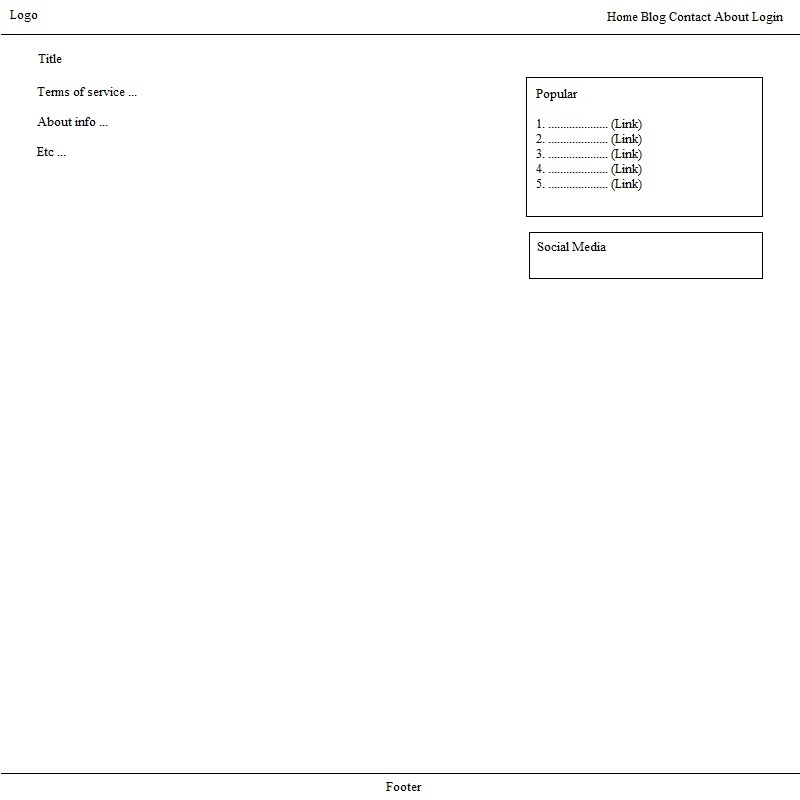 Logo
Home Blog Contact About Login
Title
Terms of service ...
About info ...
Etc ...
Popular
1. .................... (Link)
2. .................... (Link)
3. .................... (Link)
4. .................... (Link)
5. .................... (Link)
Social Media
Footer